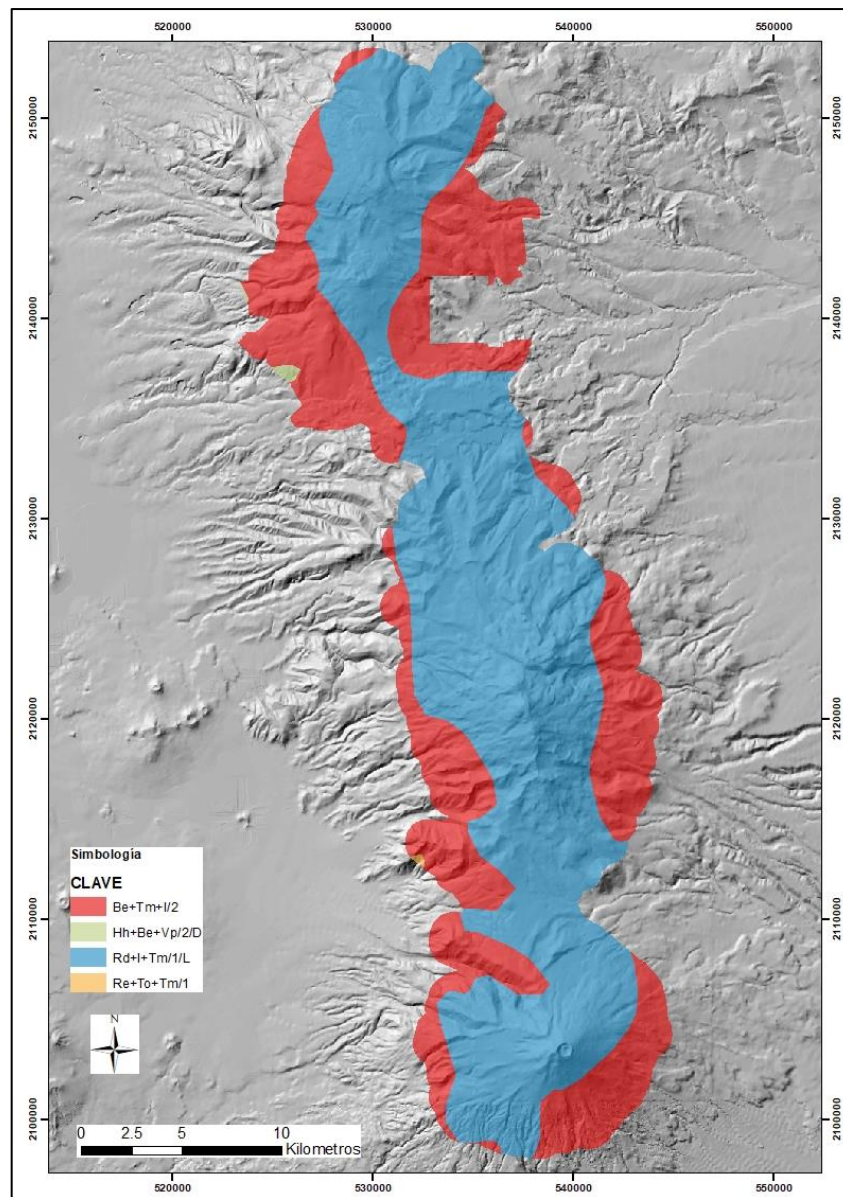 520000 530000 540000 550000
2150000 2150000
2140000 2140000
2130000 2130000
2120000 2120000
2110000 2110000
2100000 2100000
Simbología
CLAVE
Be+Tm+I/2
Hh+Be+Vp/2/D
Rd+I+Tm/1/L
Re+To+Tm/1
N
0 2.5 5 10
Kilometros
520000 530000 540000 550000